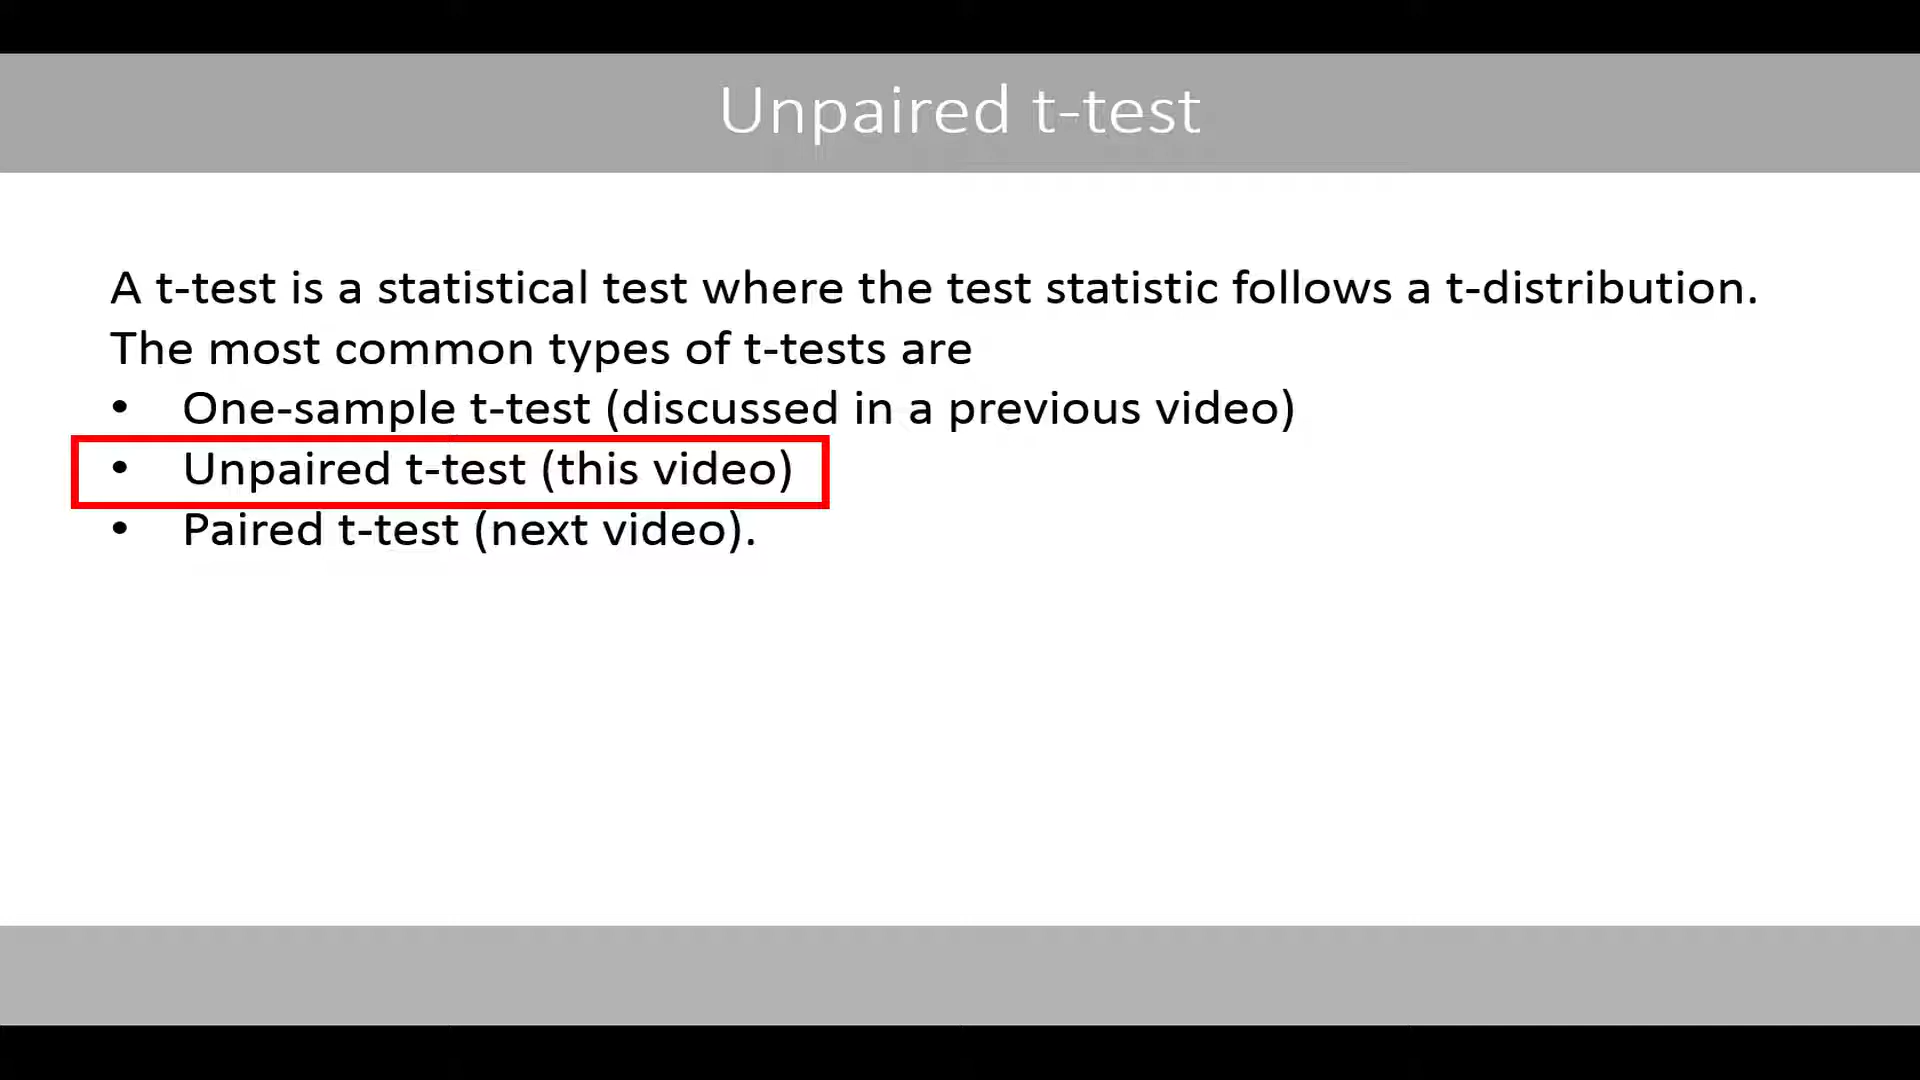 Unpaired t-test
A t-test is a statistical test where the test statistic follows a t-distribution.
The most common types of t-tests are
• One-sample t-test (discussed in a previous video)
• Unpaired t-test (this video)
• Paired t-test (next video).